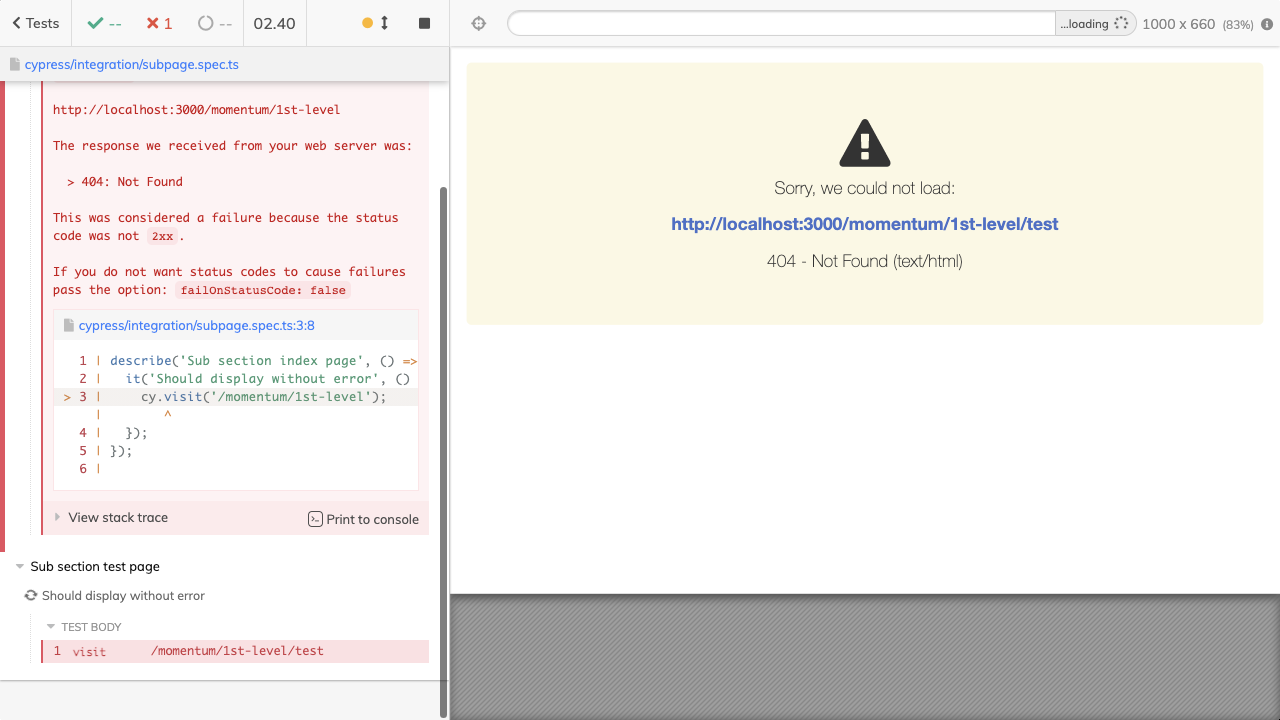 Tests
--
1
--
02.40
...loading
1000 x 660 (83%)
cypress/integration/subpage.spec.ts
http://localhost:3000/momentum/1st-level
The response we received from your web server was:
> 404: Not Found
This was considered a failure because the status
code was not 2xx.
If you do not want status codes to cause failures
pass the option: failOnStatusCode: false
cypress/integration/subpage.spec.ts:3:8
1 | describe('Sub section index page', () =>
2 | it('Should display without error', ()
> 3 | cy.visit('/momentum/1st-level');
| ^
4 | });
5 | });
6 |
View stack trace
Print to console
Sub section test page
Should display without error
TEST BODY
1 visit /momentum/1st-level/test
Sorry, we could not load:
http://localhost:3000/momentum/1st-level/test
404 - Not Found (text/html)